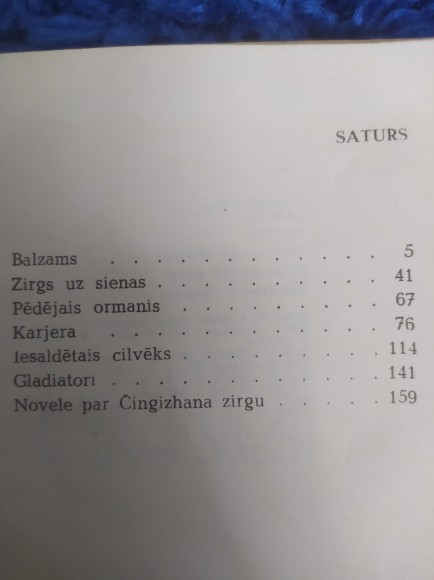 SATURS
Balzams . . . . . . . . . . . . 5
Zirgs uz sienas . . . . . . . . . . 41
Pēdējais ormanis . . . . . . . . . 67
Karjera . . . . . . . . . . . . 76
Iesaldētais cilvēks . . . . . . . . . 114
Gladiatori . . . . . . . . . . . . 141
Novele par Čingizhana zirgu . . . . . 159